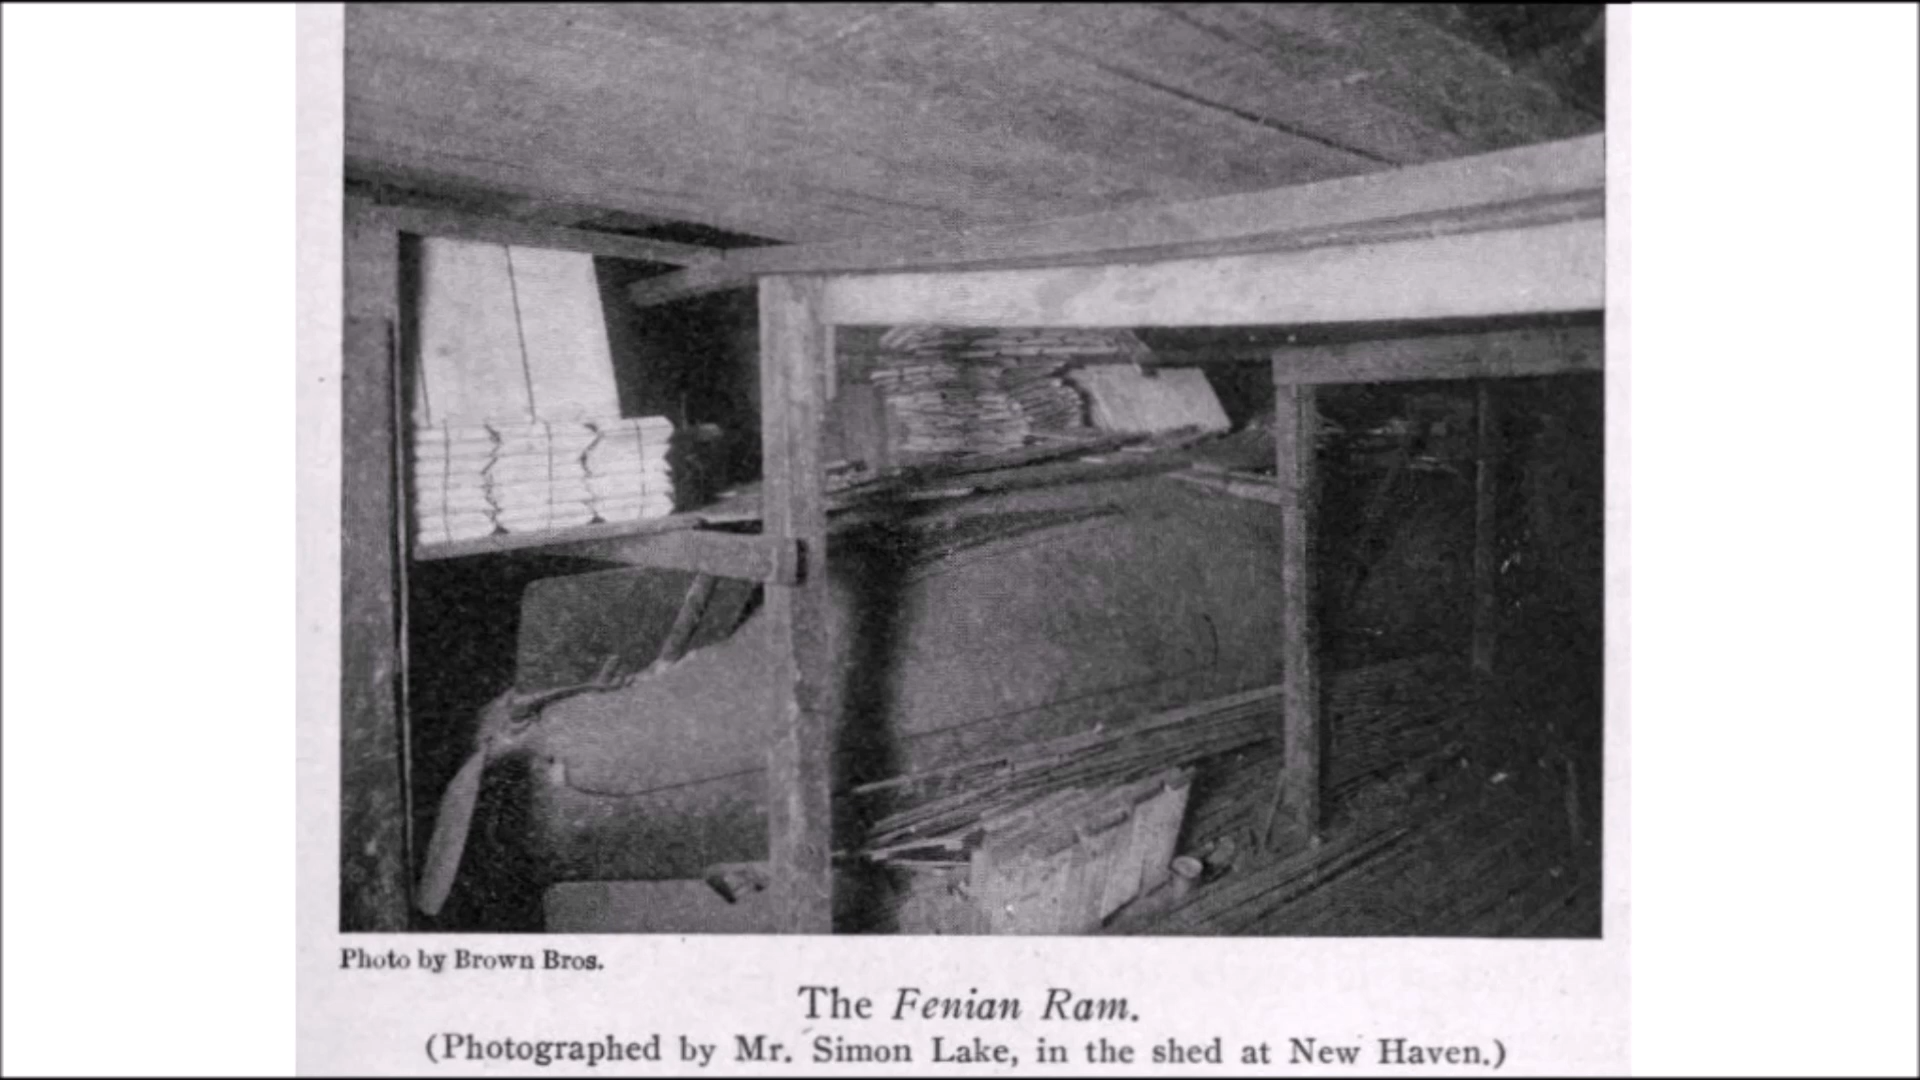 Photo by Brown Bros.
The Fenian Ram.
(Photographed by Mr. Simon Lake, in the shed at New Haven.)